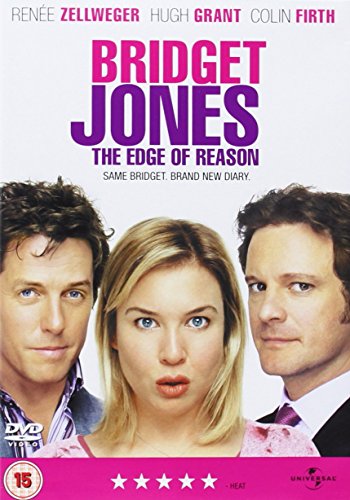 RENÉE ZELLWEGER HUGH GRANT COLIN FIRTH
BRIDGET
JONES
THE EDGE OF REASON
SAME BRIDGET. BRAND NEW DIARY.
DVD
VIDEO
15
★★★★★ - HEAT
UNIVERSAL